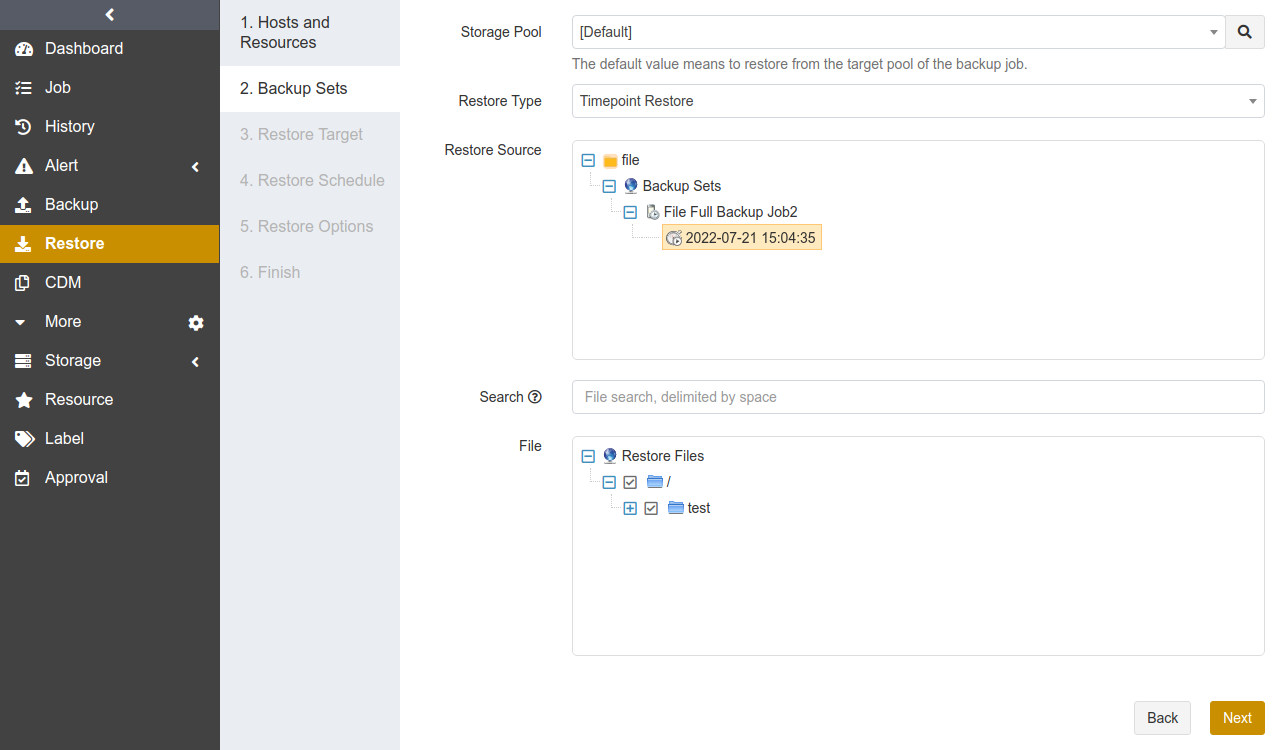 Dashboard
Job
History
Alert
Backup
Restore
CDM
More
Storage
Resource
Label
Approval
1. Hosts and
Resources
2. Backup Sets
3. Restore Target
4. Restore Schedule
5. Restore Options
6. Finish
Storage Pool
[Default]
The default value means to restore from the target pool of the backup job.
Restore Type
Timepoint Restore
Restore Source
file
Backup Sets
File Full Backup Job2
2022-07-21 15:04:35
Search
File search, delimited by space
File
Restore Files
/
test
Back
Next